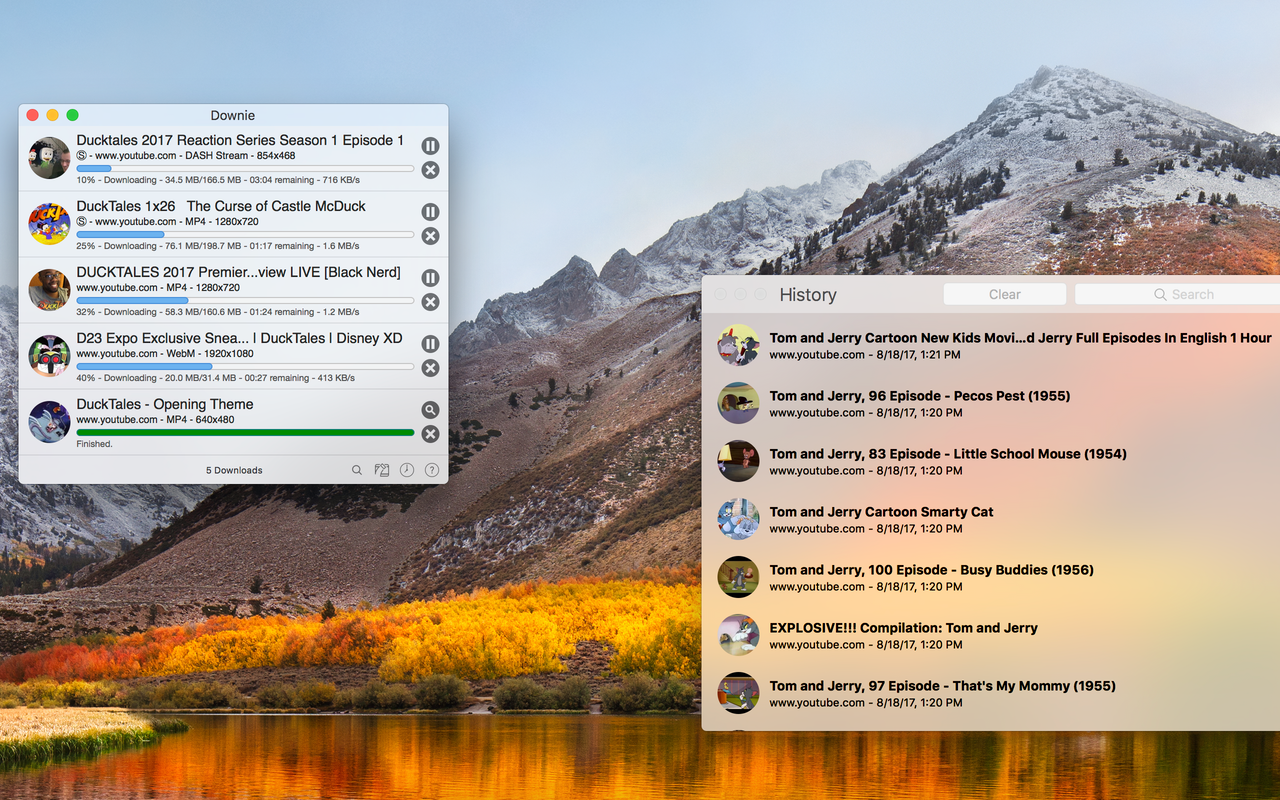 Downie
Ducktales 2017 Reaction Series Season 1 Episode 1
Ⓢ - www.youtube.com - DASH Stream - 854x468
10% - Downloading - 34.5 MB/166.5 MB - 03:04 remaining - 716 KB/s
DuckTales 1x26 The Curse of Castle McDuck
Ⓢ - www.youtube.com - MP4 - 1280x720
25% - Downloading - 76.1 MB/198.7 MB - 01:17 remaining - 1.6 MB/s
DUCKTALES 2017 Premier...view LIVE [Black Nerd]
www.youtube.com - MP4 - 1280x720
32% - Downloading - 58.3 MB/160.6 MB - 01:24 remaining - 1.2 MB/s
D23 Expo Exclusive Snea... | DuckTales | Disney XD
www.youtube.com - WebM - 1920x1080
40% - Downloading - 20.0 MB/31.4 MB - 00:27 remaining - 413 KB/s
DuckTales - Opening Theme
www.youtube.com - MP4 - 640x480
Finished.
5 Downloads
?
History
Clear
Search
Tom and Jerry Cartoon New Kids Movi...d Jerry Full Episodes In English 1 Hour
www.youtube.com - 8/18/17, 1:21 PM
Tom and Jerry, 96 Episode - Pecos Pest (1955)
www.youtube.com - 8/18/17, 1:20 PM
Tom and Jerry, 83 Episode - Little School Mouse (1954)
www.youtube.com - 8/18/17, 1:20 PM
Tom and Jerry Cartoon Smarty Cat
www.youtube.com - 8/18/17, 1:20 PM
Tom and Jerry, 100 Episode - Busy Buddies (1956)
www.youtube.com - 8/18/17, 1:20 PM
EXPLOSIVE!!! Compilation: Tom and Jerry
www.youtube.com - 8/18/17, 1:20 PM
Tom and Jerry, 97 Episode - That's My Mommy (1955)
www.youtube.com - 8/18/17, 1:20 PM